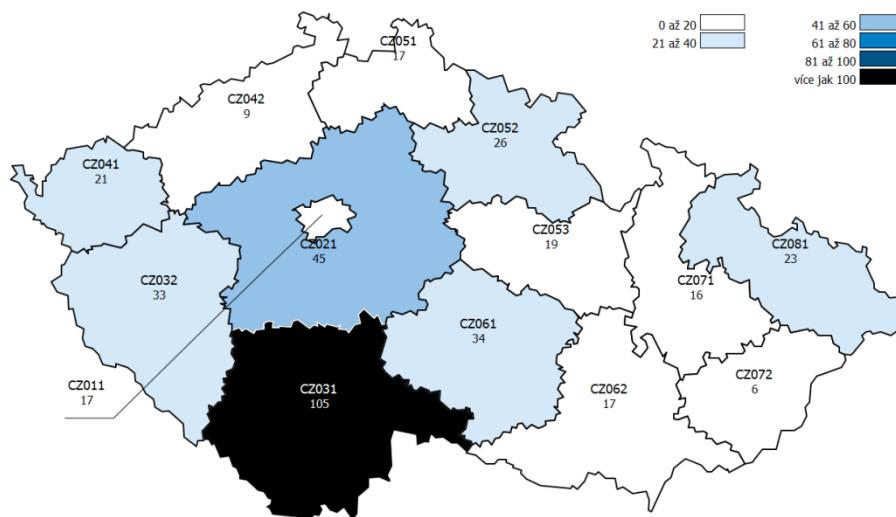 0 až 20
21 až 40
41 až 60
61 až 80
81 až 100
více jak 100
CZ051
17
CZ042
9
CZ052
26
CZ041
21
CZ021
45
CZ053
19
CZ081
23
CZ032
33
CZ071
16
CZ061
34
CZ011
17
CZ031
105
CZ062
17
CZ072
6